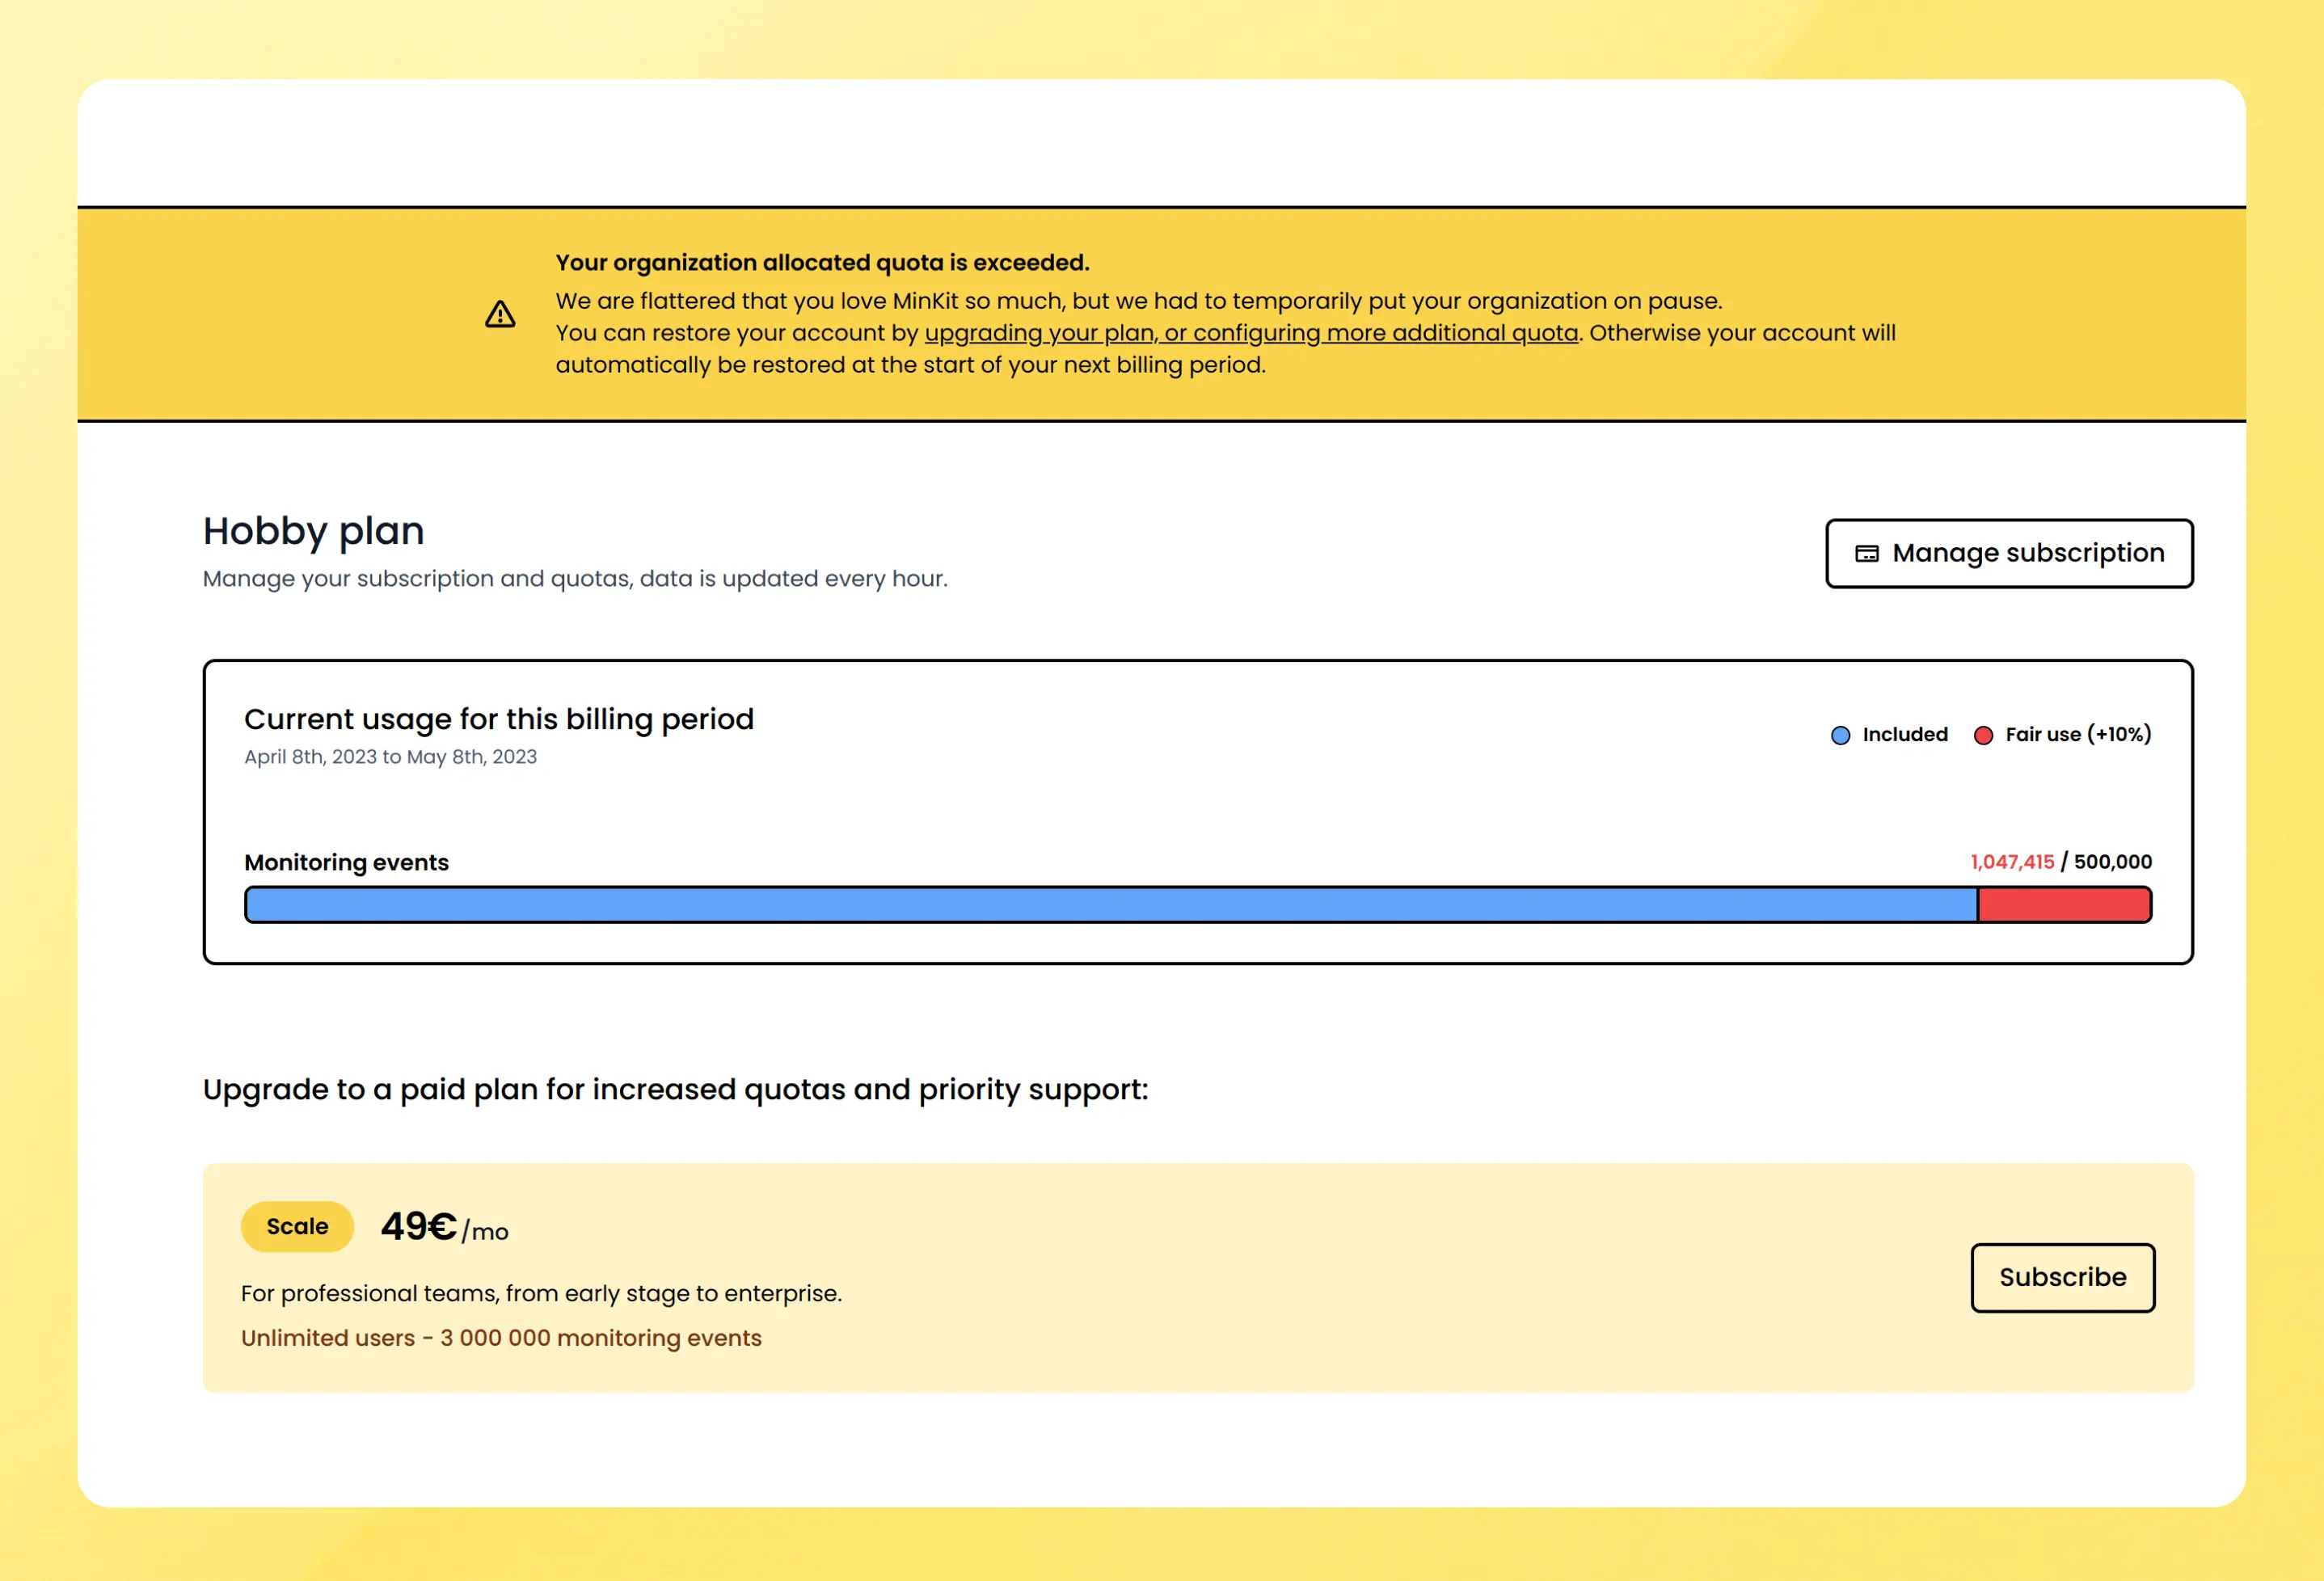 Your organization allocated quota is exceeded.
We are flattered that you love MinKit so much, but we had to temporarily put your organization on pause.
You can restore your account by upgrading your plan, or configuring more additional quota. Otherwise your account will
automatically be restored at the start of your next billing period.
Hobby plan
Manage your subscription and quotas, data is updated every hour.
Manage subscription
Current usage for this billing period
April 8th, 2023 to May 8th, 2023
Included
Fair use (+10%)
Monitoring events
1,047,415 / 500,000
Upgrade to a paid plan for increased quotas and priority support:
Scale 49€/mo
For professional teams, from early stage to enterprise.
Unlimited users - 3 000 000 monitoring events
Subscribe